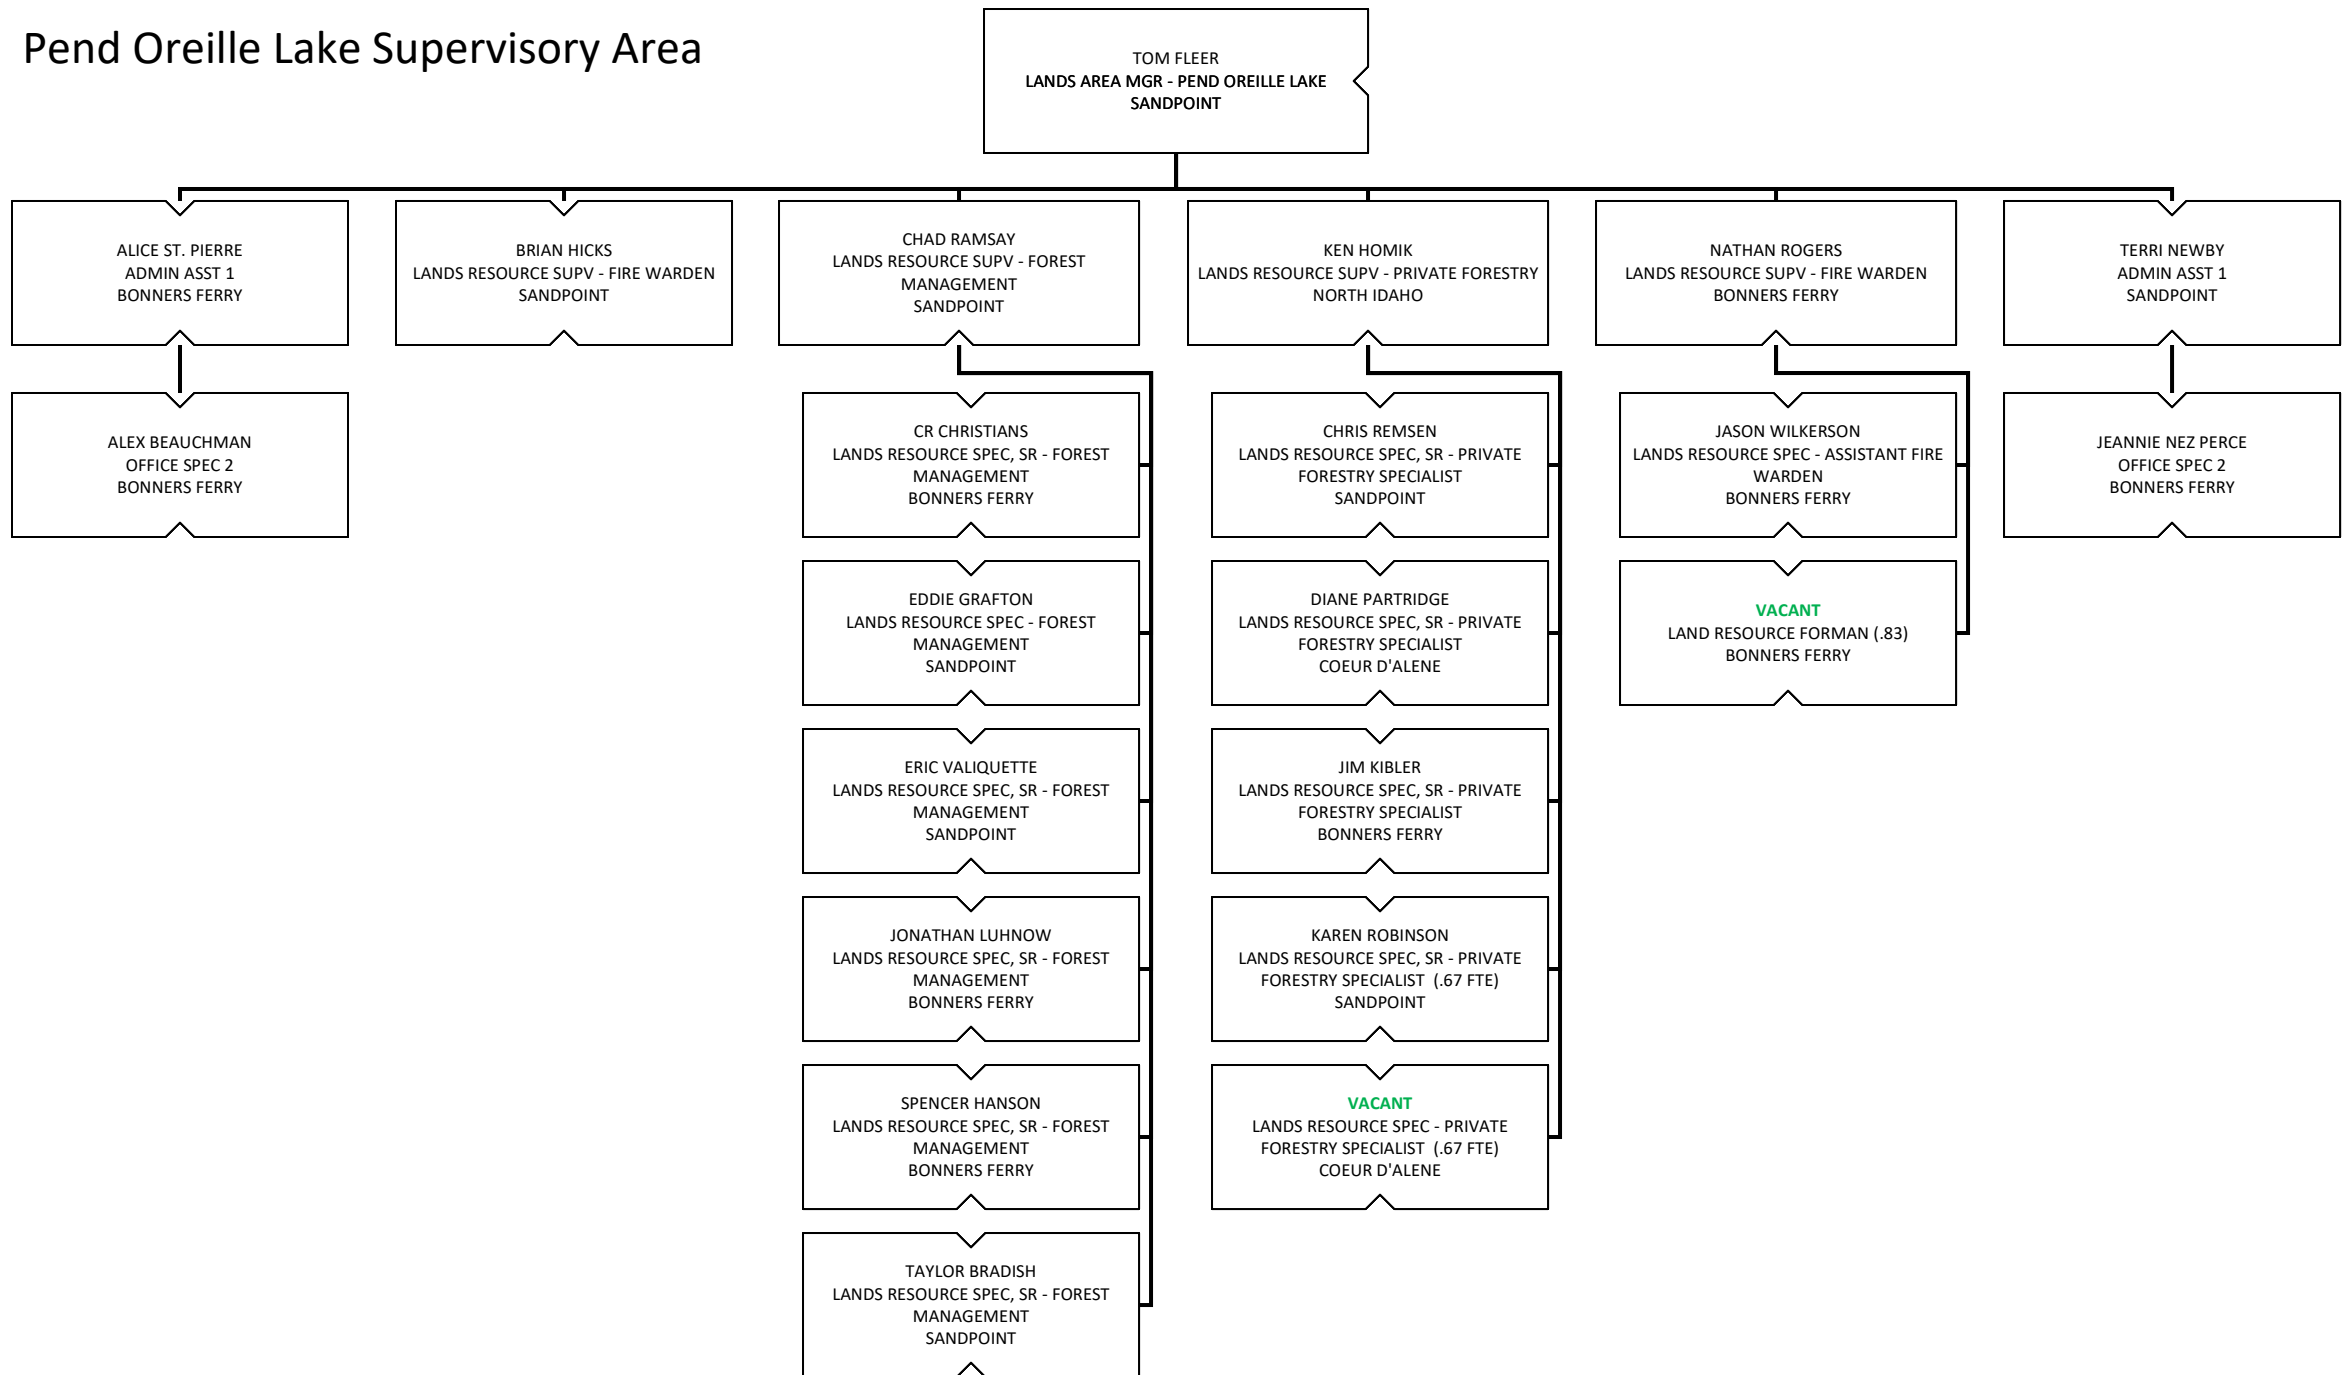 Pend Oreille Lake Supervisory Area
TOM FLEER
LANDS AREA MGR - PEND OREILLE LAKE
SANDPOINT
ALICE ST. PIERRE
ADMIN ASST 1
BONNERS FERRY
BRIAN HICKS
LANDS RESOURCE SUPV - FIRE WARDEN
SANDPOINT
CHAD RAMSAY
LANDS RESOURCE SUPV - FOREST
MANAGEMENT
SANDPOINT
KEN HOMIK
LANDS RESOURCE SUPV - PRIVATE FORESTRY
NORTH IDAHO
NATHAN ROGERS
LANDS RESOURCE SUPV - FIRE WARDEN
BONNERS FERRY
TERRI NEWBY
ADMIN ASST 1
SANDPOINT
ALEX BEAUCHMAN
OFFICE SPEC 2
BONNERS FERRY
CR CHRISTIANS
LANDS RESOURCE SPEC, SR - FOREST
MANAGEMENT
BONNERS FERRY
CHRIS REMSEN
LANDS RESOURCE SPEC, SR - PRIVATE
FORESTRY SPECIALIST
SANDPOINT
JASON WILKERSON
LANDS RESOURCE SPEC - ASSISTANT FIRE
WARDEN
BONNERS FERRY
JEANNIE NEZ PERCE
OFFICE SPEC 2
BONNERS FERRY
EDDIE GRAFTON
LANDS RESOURCE SPEC - FOREST
MANAGEMENT
SANDPOINT
DIANE PARTRIDGE
LANDS RESOURCE SPEC, SR - PRIVATE
FORESTRY SPECIALIST
COEUR D'ALENE
VACANT
LAND RESOURCE FORMAN (.83)
BONNERS FERRY
ERIC VALIQUETTE
LANDS RESOURCE SPEC, SR - FOREST
MANAGEMENT
SANDPOINT
JIM KIBLER
LANDS RESOURCE SPEC, SR - PRIVATE
FORESTRY SPECIALIST
BONNERS FERRY
JONATHAN LUHNOW
LANDS RESOURCE SPEC, SR - FOREST
MANAGEMENT
BONNERS FERRY
KAREN ROBINSON
LANDS RESOURCE SPEC, SR - PRIVATE
FORESTRY SPECIALIST (.67 FTE)
SANDPOINT
SPENCER HANSON
LANDS RESOURCE SPEC, SR - FOREST
MANAGEMENT
BONNERS FERRY
VACANT
LANDS RESOURCE SPEC - PRIVATE
FORESTRY SPECIALIST (.67 FTE)
COEUR D'ALENE
TAYLOR BRADISH
LANDS RESOURCE SPEC, SR - FOREST
MANAGEMENT
SANDPOINT